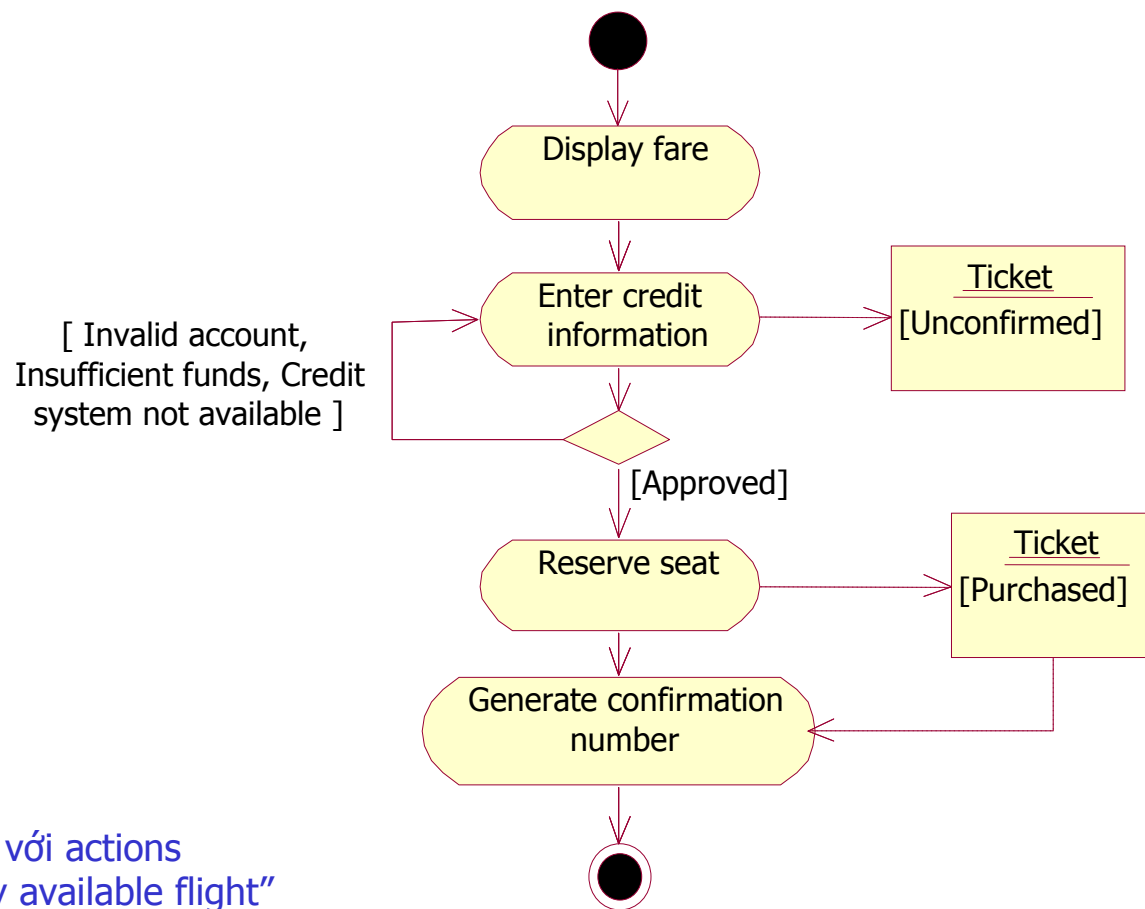 Display fare
Enter credit
information
Ticket
[Unconfirmed]
[ Invalid account,
Insufficient funds, Credit
system not available ]
[Approved]
Reserve seat
Ticket
[Purchased]
Generate confirmation
number
với actions
available flight”